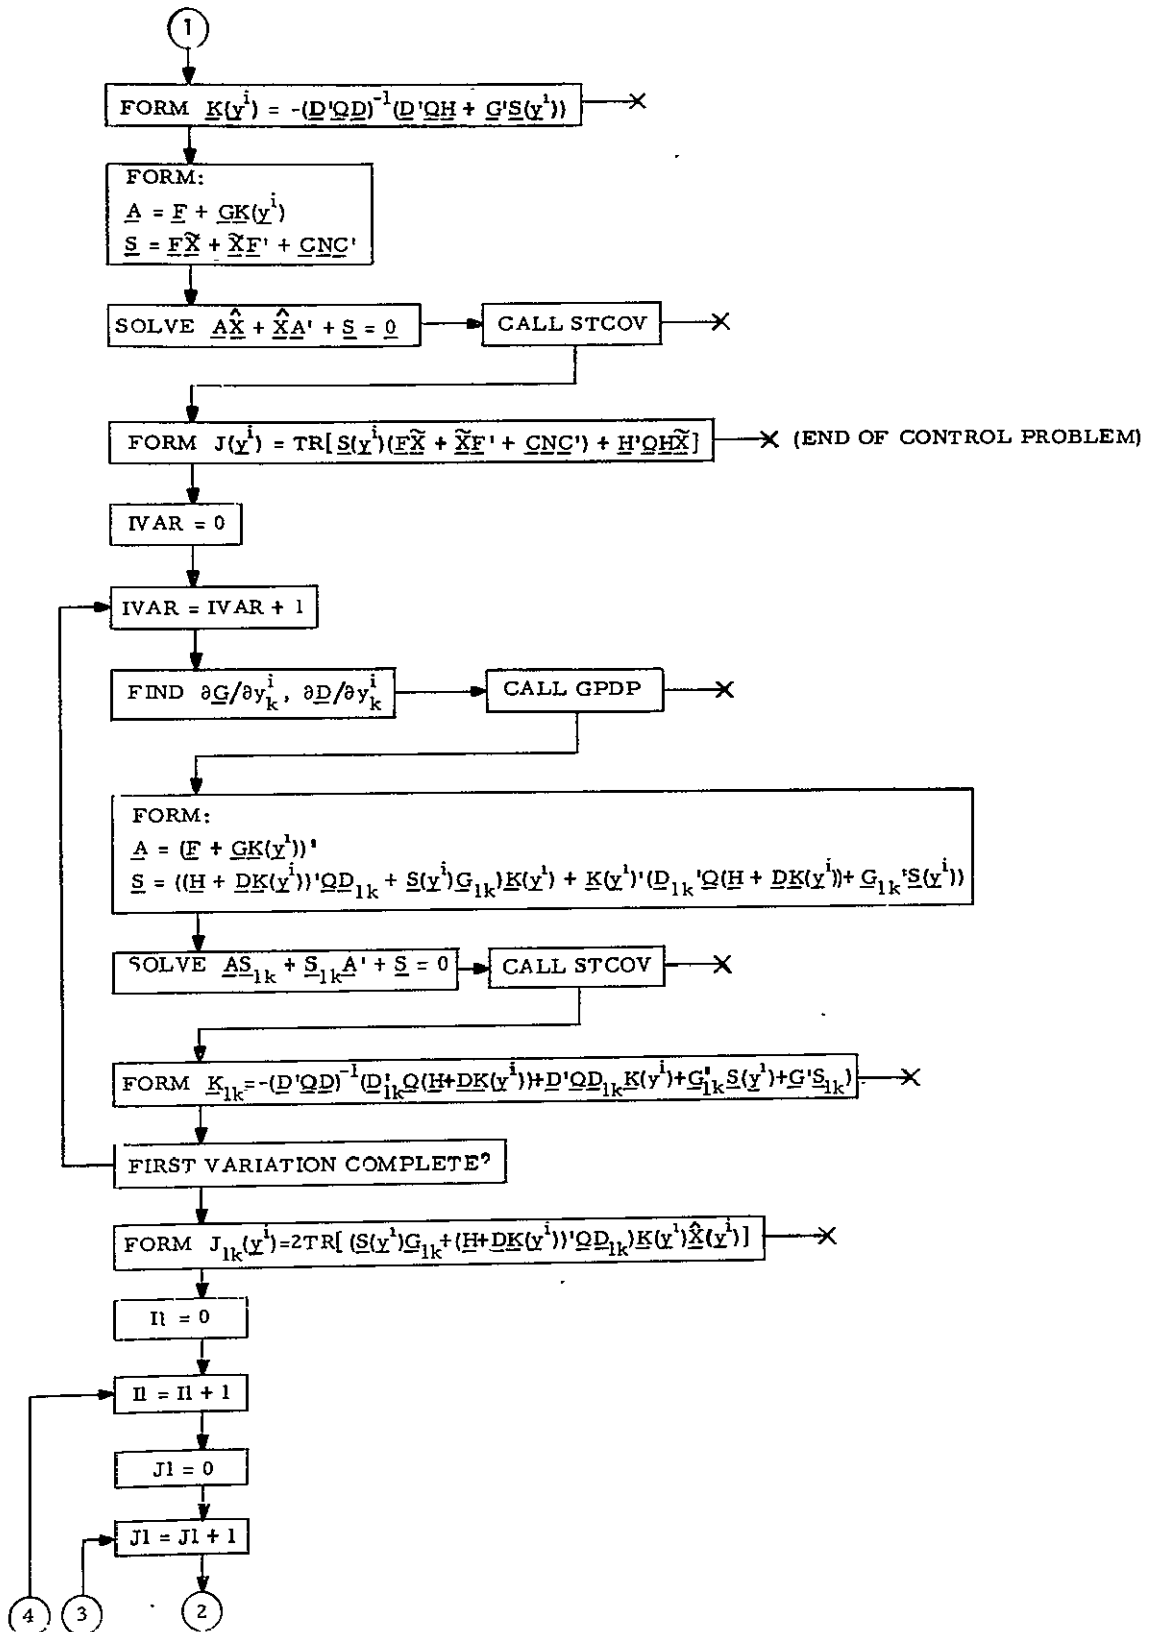 1
FORM K(y^i) = -(D'QD)^-1(D'QH + G'S(y^i))
FORM:
A = F + GK(y^i)
S = FX̃ + X̃F' + CNC'
SOLVE AX̂ + X̂A' + S = 0
CALL STCOV
FORM J(y^i) = TR[S(y^i)(FX̃ + X̃F' + CNC') + H'QHX̃]
(END OF CONTROL PROBLEM)
IVAR = 0
IVAR = IVAR + 1
FIND ∂G/∂y_k^i, ∂D/∂y_k^i
CALL GPDP
FORM:
A = (F + GK(y^i))'
S = ((H + DK(y^i))'QD_1k + S(y^i)G_1k)K(y^i) + K(y^i)'(D_1k'Q(H + DK(y^i))+ G_1k'S(y^i))
SOLVE AS_1k + S_1kA' + S = 0
CALL STCOV
FORM K_1k=-(D'QD)^-1(D'_1kQ(H+DK(y^i))+D'QD_1kK(y^i)+G'_1kS(y^i)+G'S_1k)
FIRST VARIATION COMPLETE?
FORM J_1k(y^i)=2TR[(S(y^i)G_1k+(H+DK(y^i))'QD_1k)K(y^i)X̂(y^i)]
I1 = 0
I1 = I1 + 1
J1 = 0
J1 = J1 + 1
4 3 2